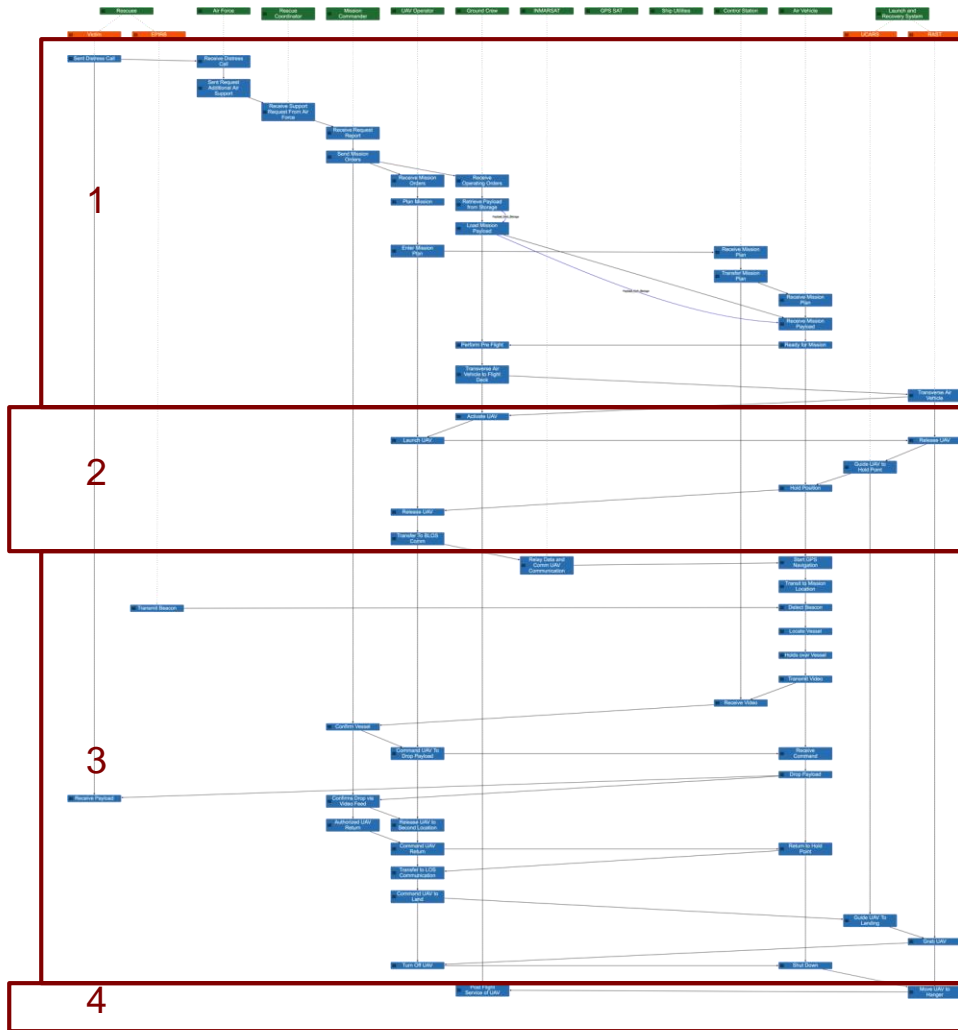 Rescuee
Air Force
Rescue
Coordinator
Mission
Commander
UAV Operator
Ground Crew
INMARSAT
GPS SAT
Ship Utilities
Control Station
Air Vehicle
Launch and
Recovery System
Victim
EPIRB
UCARS
RAST
Sent Distress Call
Receive Distress
Call
Sent Request
Additional Air
Support
Receive Support
Request From Air
Force
Receive Request
Report
Send Mission
Orders
Receive Mission
Orders
Receive
Operating Orders
1
Plan Mission
Retrieve Payload
from Storage
Load Mission
Payload
Enter Mission
Plan
Receive Mission
Plan
Transfer Mission
Plan
Receive Mission
Plan
Receive Mission
Payload
Perform Pre Flight
Ready for Mission
Transverse Air
Vehicle to Flight
Deck
Transverse Air
Vehicle
Activate UAV
Launch UAV
Release UAV
2
Guide UAV to
Hold Point
Hold Position
Release UAV
Transfer To BLOS
Comm
Relay Data and
Comm UAV
Communication
Start GPS
Navigation
Transit to Mission
Location
Transmit Beacon
Detect Beacon
Locate Vessel
Holds over Vessel
Transmit Video
Receive Video
Confirm Vessel
3
Command UAV To
Drop Payload
Receive
Command
Drop Payload
Receive Payload
Confirms Drop via
Video Feed
Authorized UAV
Return
Release UAV to
Second Location
Command UAV
Return
Return to Hold
Point
Transfer to LOS
Communication
Command UAV to
Land
Guide UAV To
Landing
Grab UAV
Turn Off UAV
Shut Down
4
Post Flight
Service of UAV
Move UAV to
Hanger